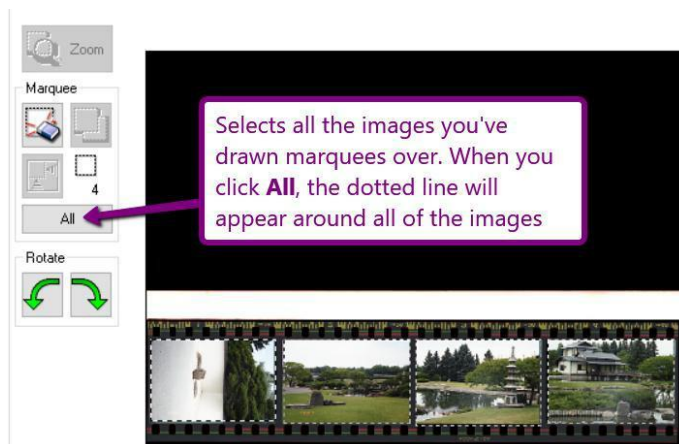 Zoom
Marquee
4
All
Rotate
Selects all the images you've
drawn marquees over. When you
click All, the dotted line will
appear around all of the images